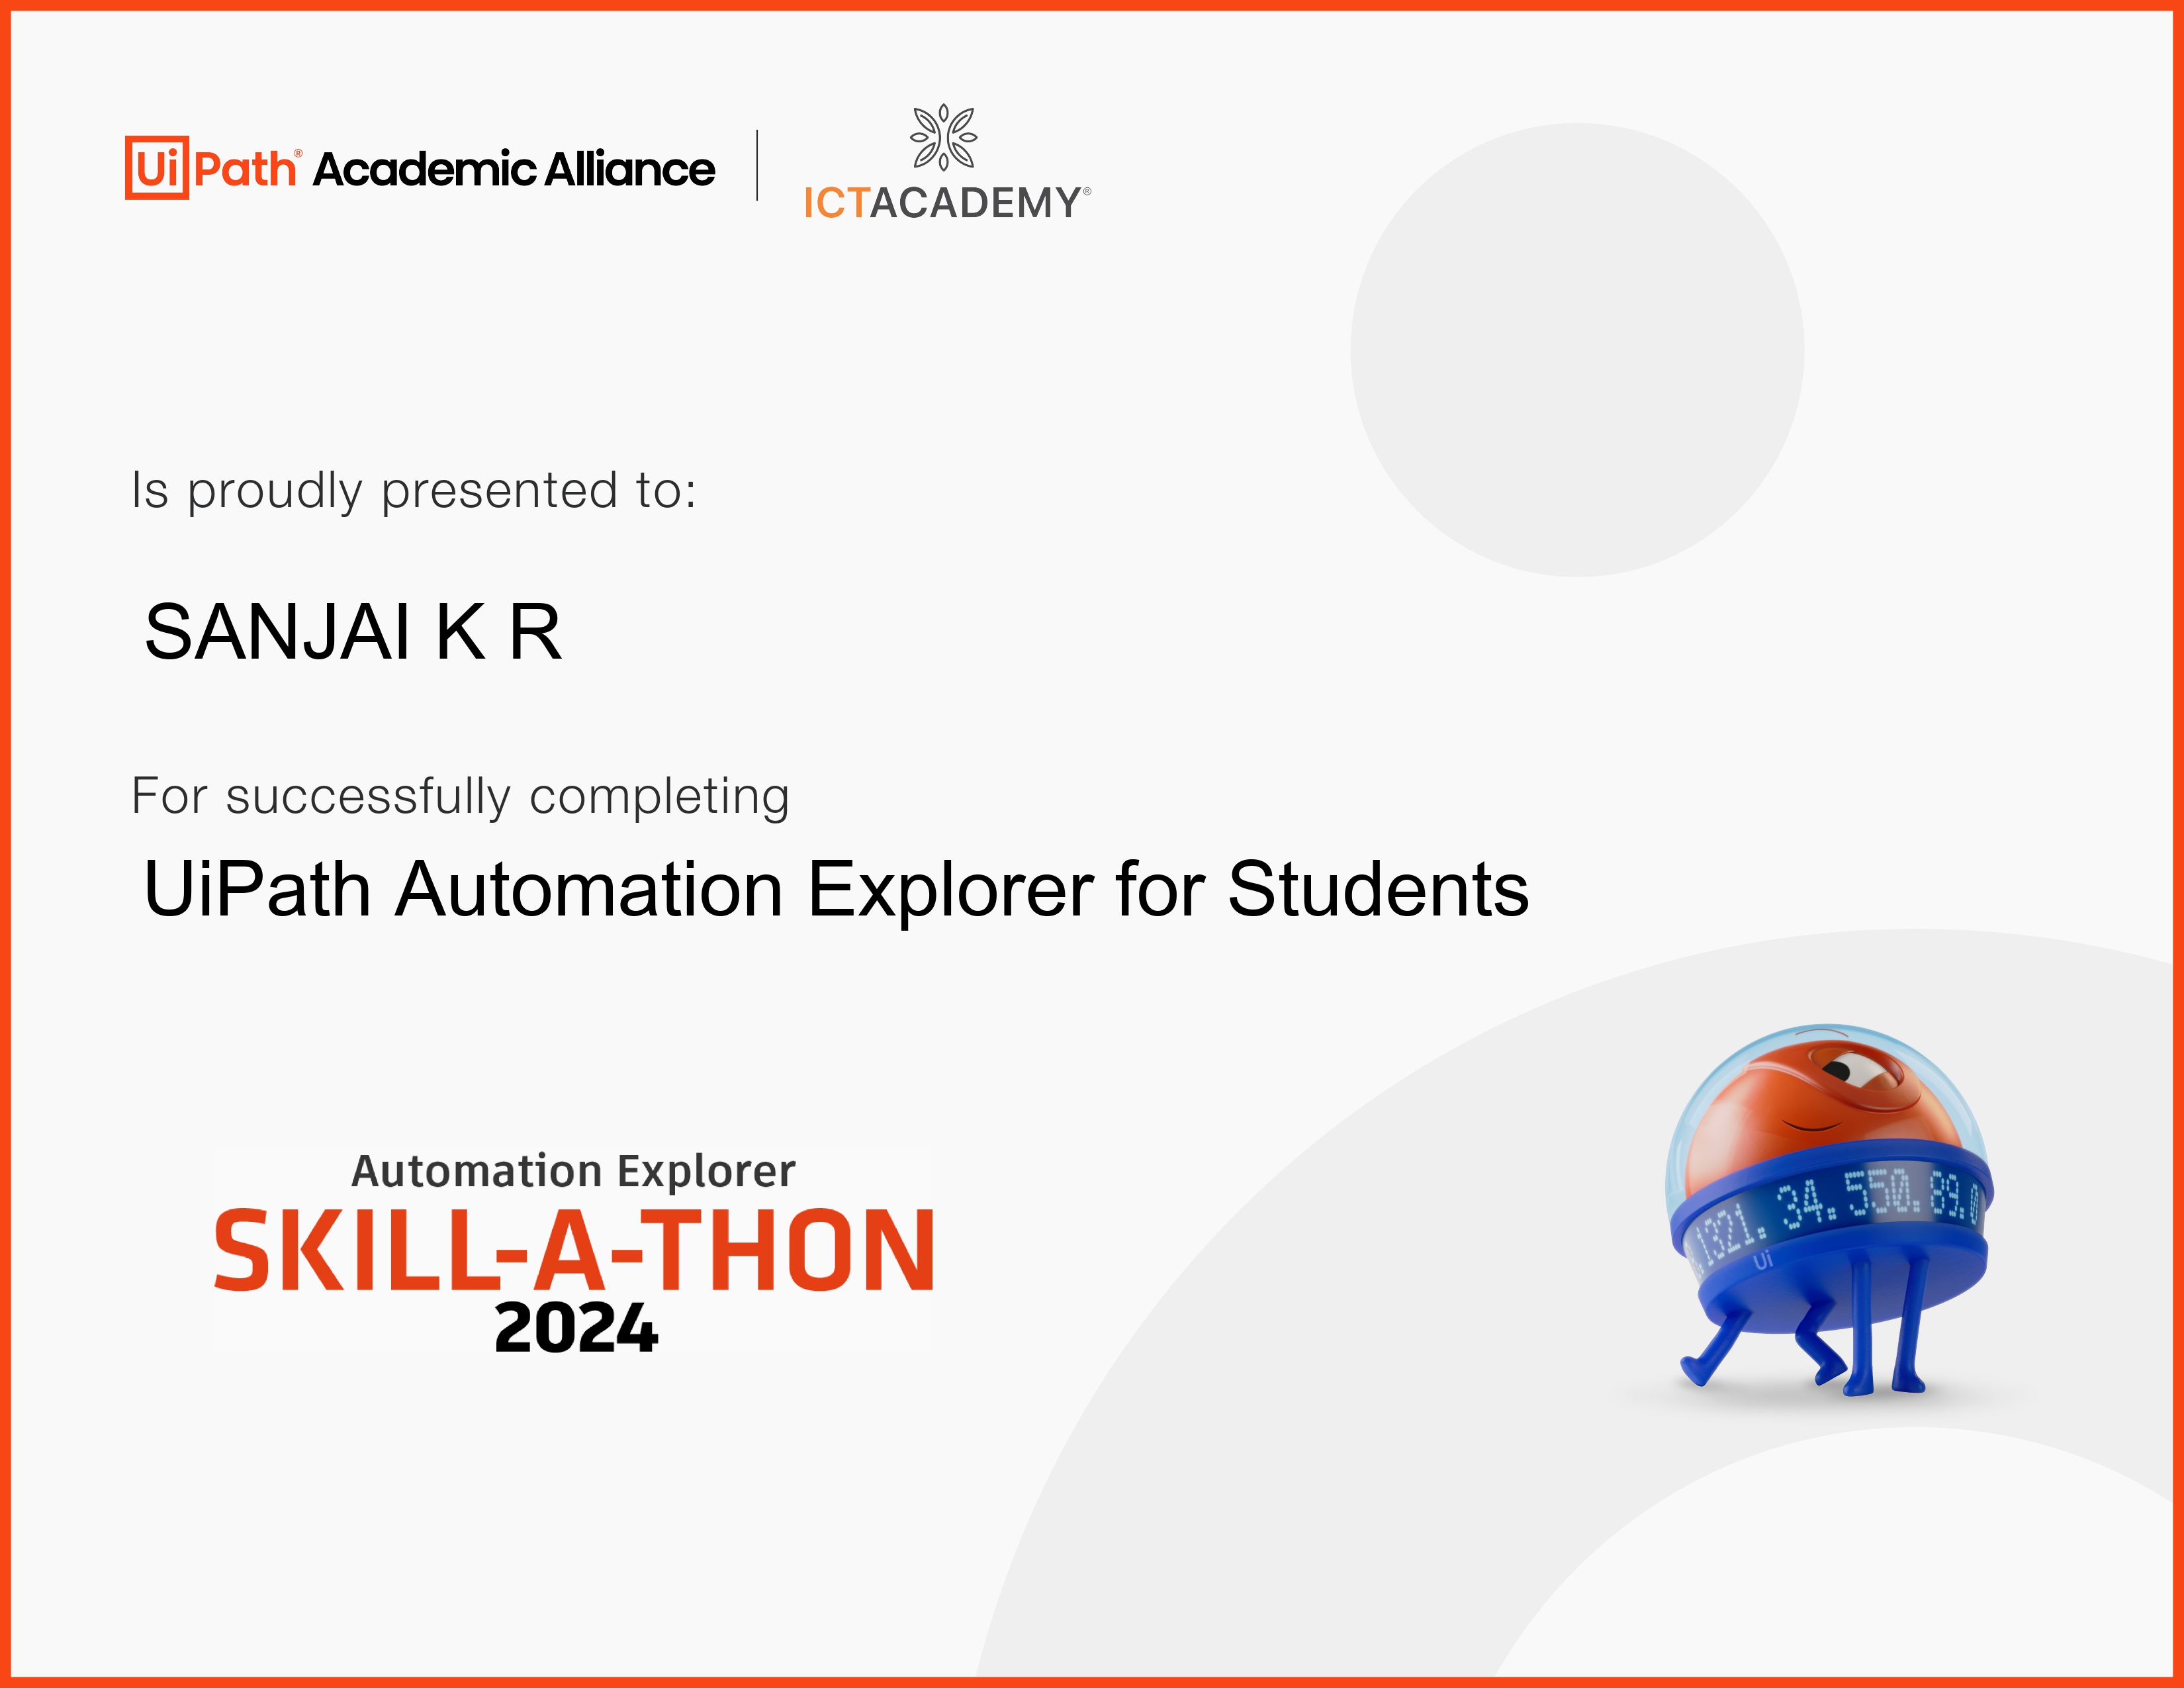 UiPath® Academic Alliance
ICTACADEMY®
Is proudly presented to:
SANJAI K R
For successfully completing
UiPath Automation Explorer for Students
Automation Explorer
SKILL-A-THON
2024
34.550.89.0
Ui